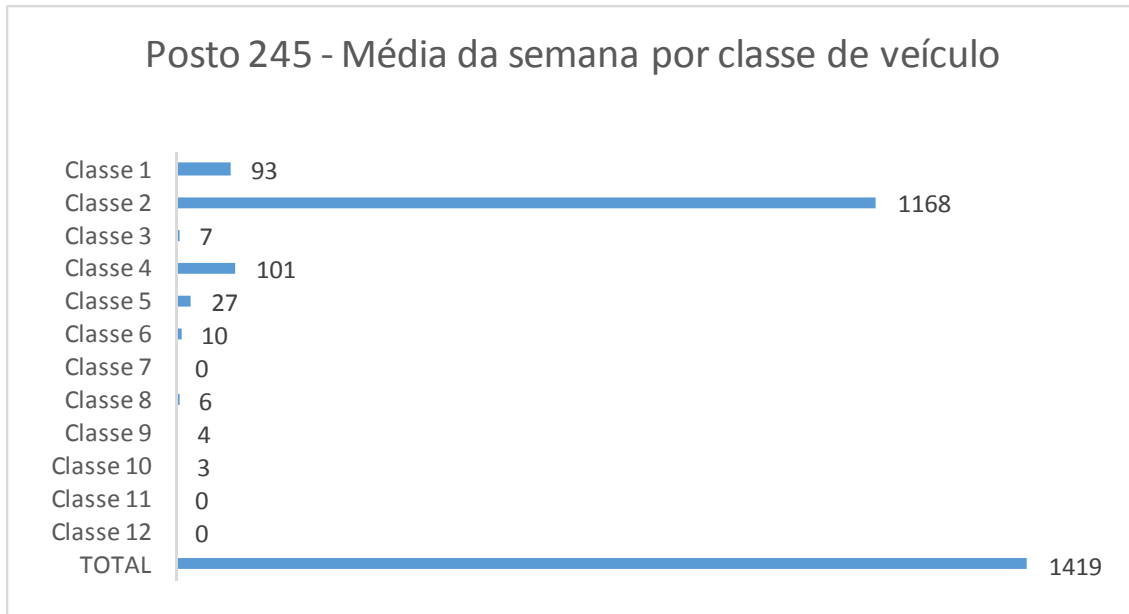 Posto 245 - Média da semana por classe de veículo
Classe 1 93
Classe 2 1168
Classe 3 7
Classe 4 101
Classe 5 27
Classe 6 10
Classe 7 0
Classe 8 6
Classe 9 4
Classe 10 3
Classe 11 0
Classe 12 0
TOTAL 1419